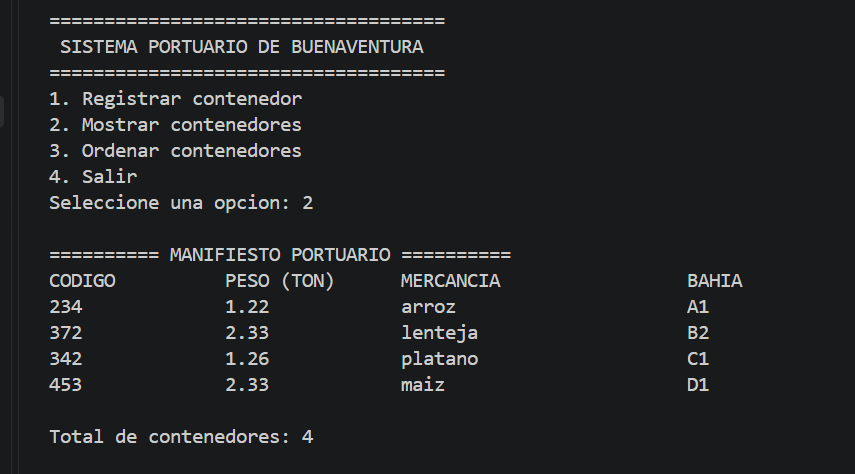 ====================================
SISTEMA PORTUARIO DE BUENAVENTURA
====================================
1. Registrar contenedor
2. Mostrar contenedores
3. Ordenar contenedores
4. Salir
Seleccione una opcion: 2
========== MANIFIESTO PORTUARIO ==========
CODIGO PESO (TON) MERCANCIA BAHIA
234 1.22 arroz A1
372 2.33 lenteja B2
342 1.26 platano C1
453 2.33 maiz D1
Total de contenedores: 4